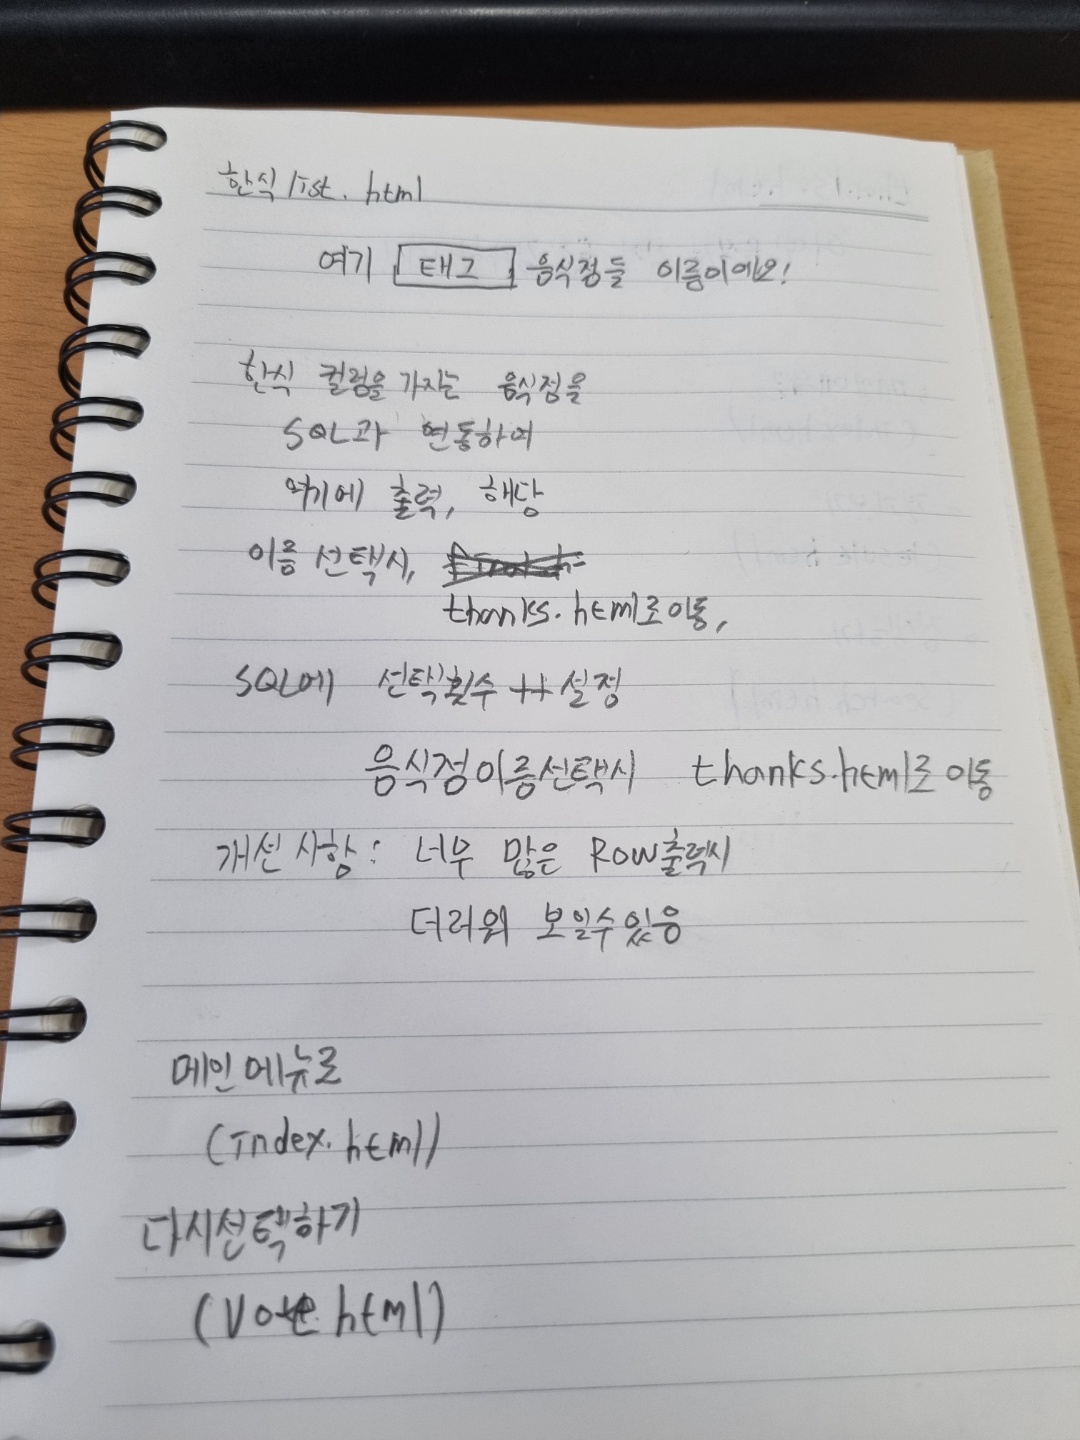 한식 list. html
여기 태그 음식점들 이름이에요!
한식 컬럼을 가지는 음식점을
SQL과 연동하여
여기에 출력, 해당
이름 선택시,
thanks.html로 이동,
SQL에 선택횟수 ++ 설정
음식점이름선택시 thanks.html로 이동
개선 사항 : 너무 많은 Row출력시
더러워 보일수있음
메인메뉴로
(index.html)
다시선택하기
(Vote html)